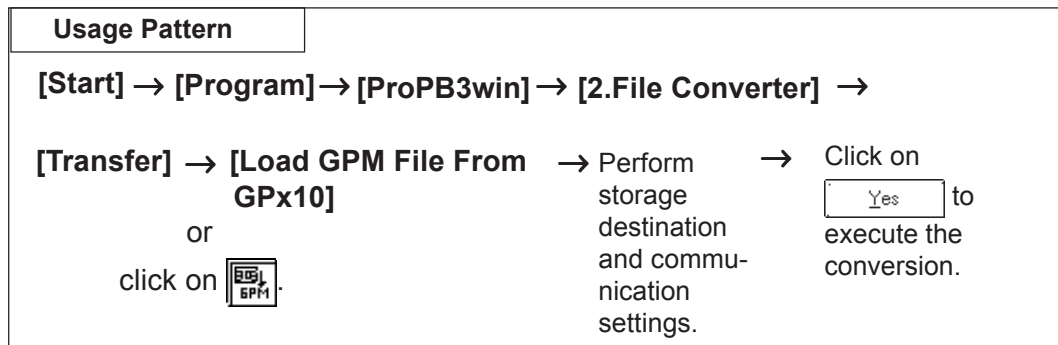 Usage Pattern
[Start] → [Program] → [ProPB3win] → [2.File Converter] →
[Transfer] → [Load GPM File From
GPx10]
or
click on GPM.
→ Perform
storage
destination
and commu-
nication
settings.
→ Click on
Yes to
execute the
conversion.